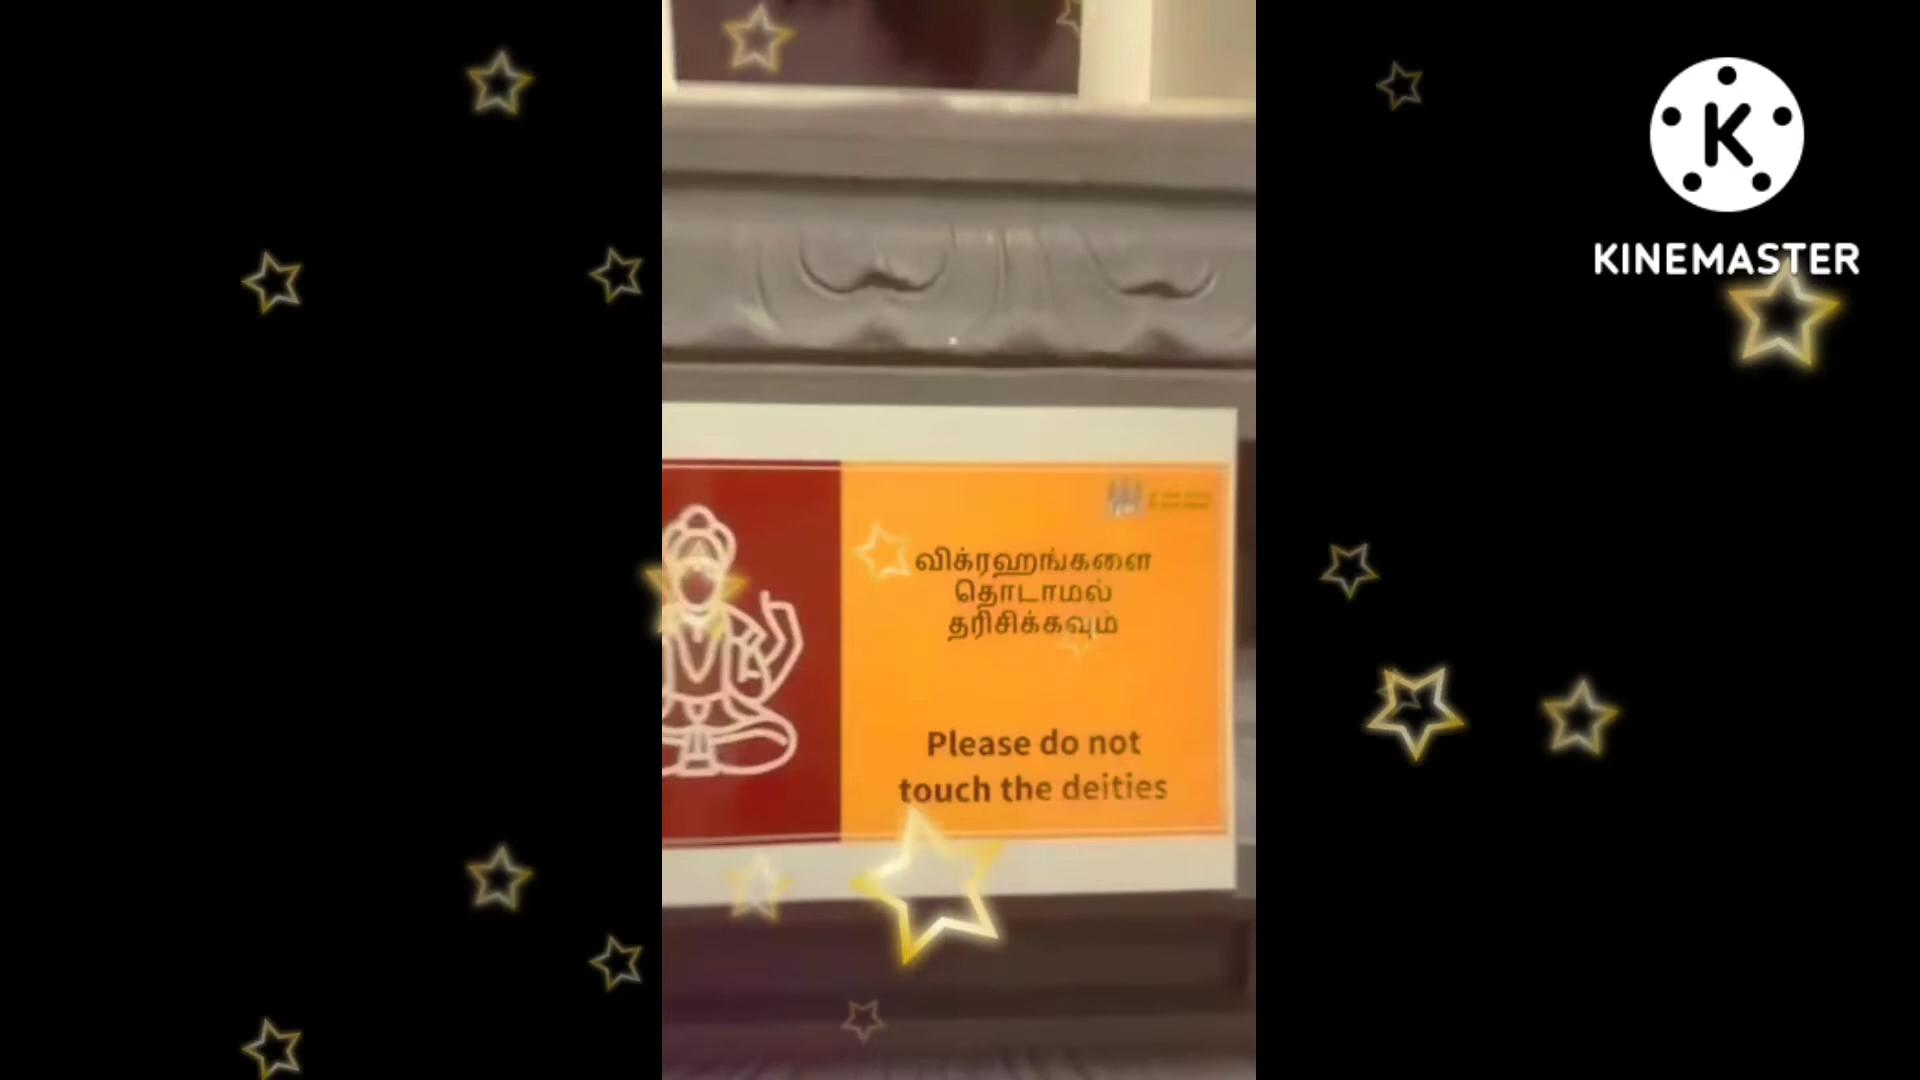 K
KINEMASTER
விக்ரஹங்களை
தொடாமல்
தரிசிக்கவும்
Please do not
touch the deities